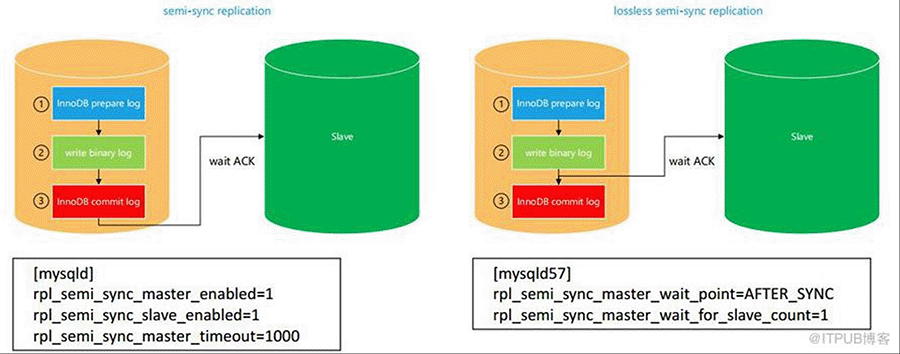 semi-sync replication
① InnoDB prepare log
② write binary log
③ InnoDB commit log
wait ACK
Slave
[mysqld]
rpl_semi_sync_master_enabled=1
rpl_semi_sync_slave_enabled=1
rpl_semi_sync_master_timeout=1000
lossless semi-sync replication
① InnoDB prepare log
② write binary log
③ InnoDB commit log
wait ACK
Slave
[mysqld57]
rpl_semi_sync_master_wait_point=AFTER_SYNC
rpl_semi_sync_master_wait_for_slave_count=1
@ITPUB博客